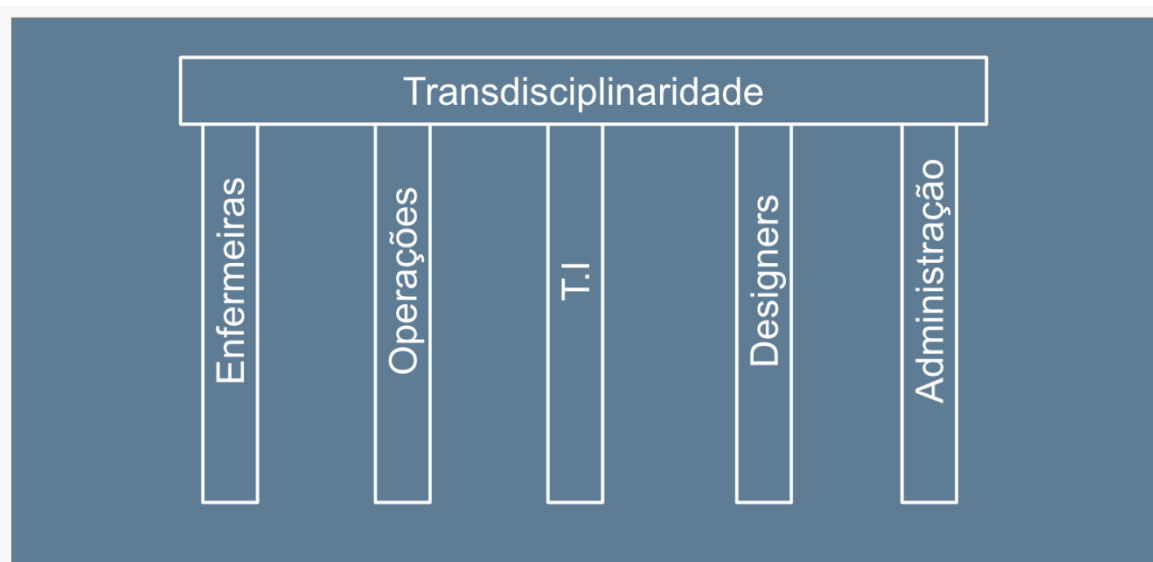 Transdisciplinaridade
Enfermeiras
Operações
T.I
Designers
Administração